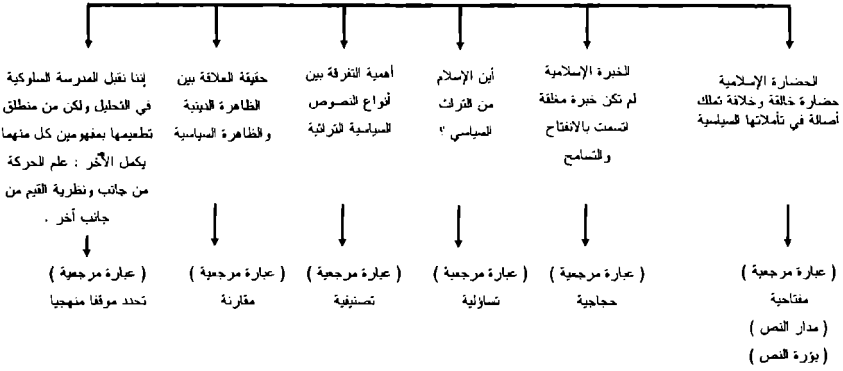 الحضارة الإسلامية
حضارة خالقة وخلاقة تملك
أصالة في تأملاتها السياسية
الخبرة الإسلامية
لم تكن خبرة مغلقة
اتسمت بالانفتاح
والتسامح
أين الإسلام
من التراث
السياسي ؟
أهمية التفرقة بين
أنواع النصوص
السياسية التراثية
حقيقة العلاقة بين
الظاهرة الدينية
والظاهرة السياسية
إننا نقبل المدرسة السلوكية
في التحليل ولكن من منطلق
تطعيمها بمفهومين كل منهما
يكمل الآخر : علم الحركة
من جانب ونظرية القيم من
جانب آخر .
( عبارة مرجعية )
مفتاحية
( مدار النص )
( بؤرة النص )
( عبارة مرجعية )
حجاجية
( عبارة مرجعية )
تساؤلية
( عبارة مرجعية )
تصنيفية
( عبارة مرجعية )
مقارنة
( عبارة مرجعية )
تحدد موقفا منهجيا